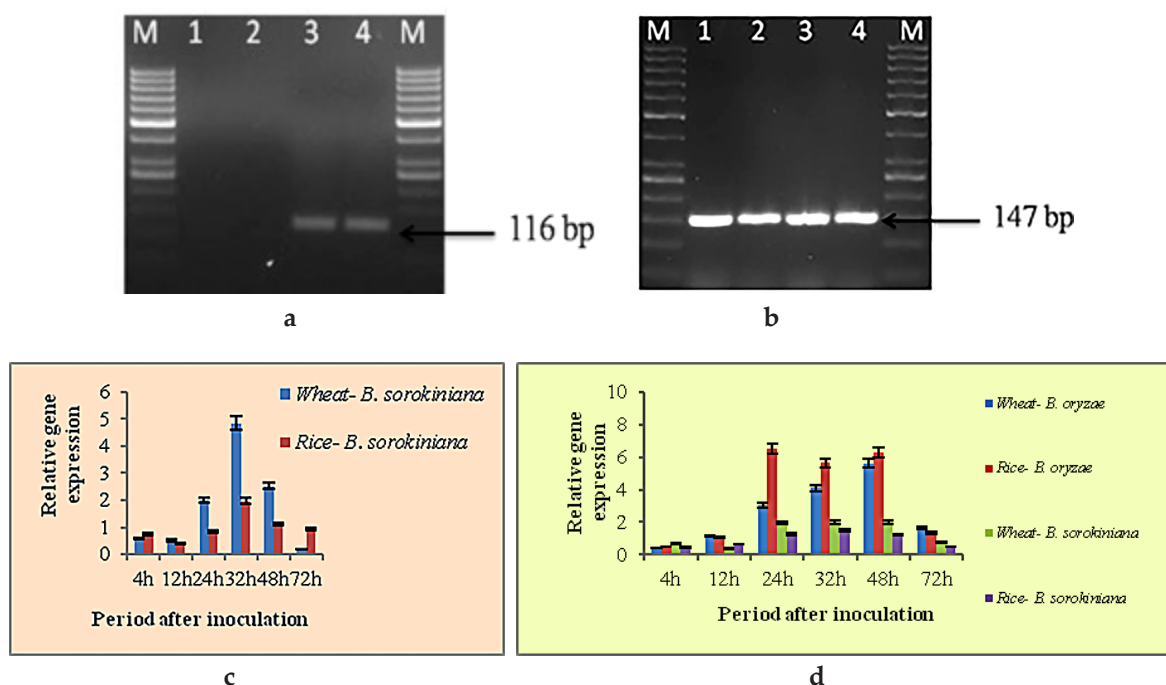 M 1 2 3 4 M
116 bp
a
M 1 2 3 4 M
147 bp
b
6
5
4
3
2
1
0
Relative gene
expression
4h 12h 24h 32h 48h 72h
Period after inoculation
Wheat- B. sorokiniana
Rice- B. sorokiniana
c
10
8
6
4
2
0
Relative gene
expression
4h 12h 24h 32h 48h 72h
Period after inoculation
Wheat- B. oryzae
Rice- B. oryzae
Wheat- B. sorokiniana
Rice- B. sorokiniana
d